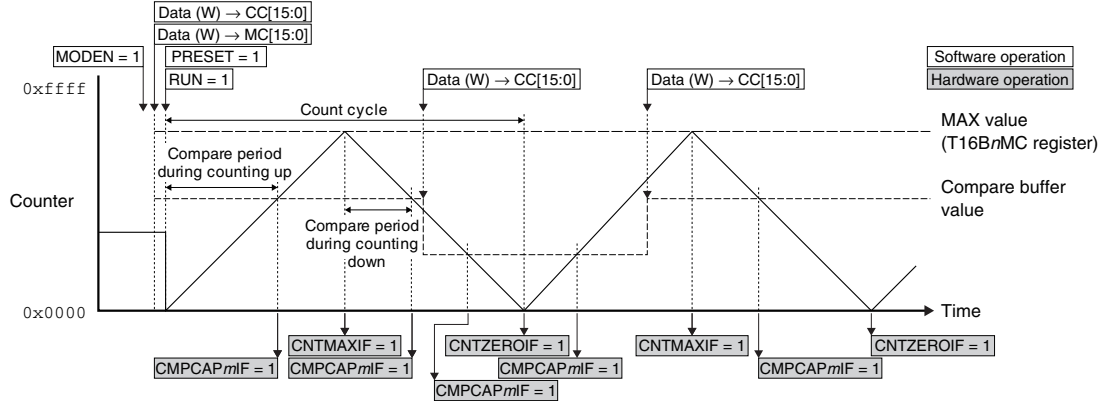 Data (W) → CC[15:0]
Data (W) → MC[15:0]
MODEN = 1
PRESET = 1
RUN = 1
Software operation
Hardware operation
Data (W) → CC[15:0]
Data (W) → CC[15:0]
0xffff
Count cycle
MAX value
(T16BnMC register)
Compare period
during counting up
Counter
Compare buffer
value
Compare period
during counting
down
0x0000
Time
CNTMAXIF = 1
CNTZEROIF = 1
CNTMAXIF = 1
CNTZEROIF = 1
CMPCAPmIF = 1
CMPCAPmIF = 1
CMPCAPmIF = 1
CMPCAPmIF = 1
CMPCAPmIF = 1